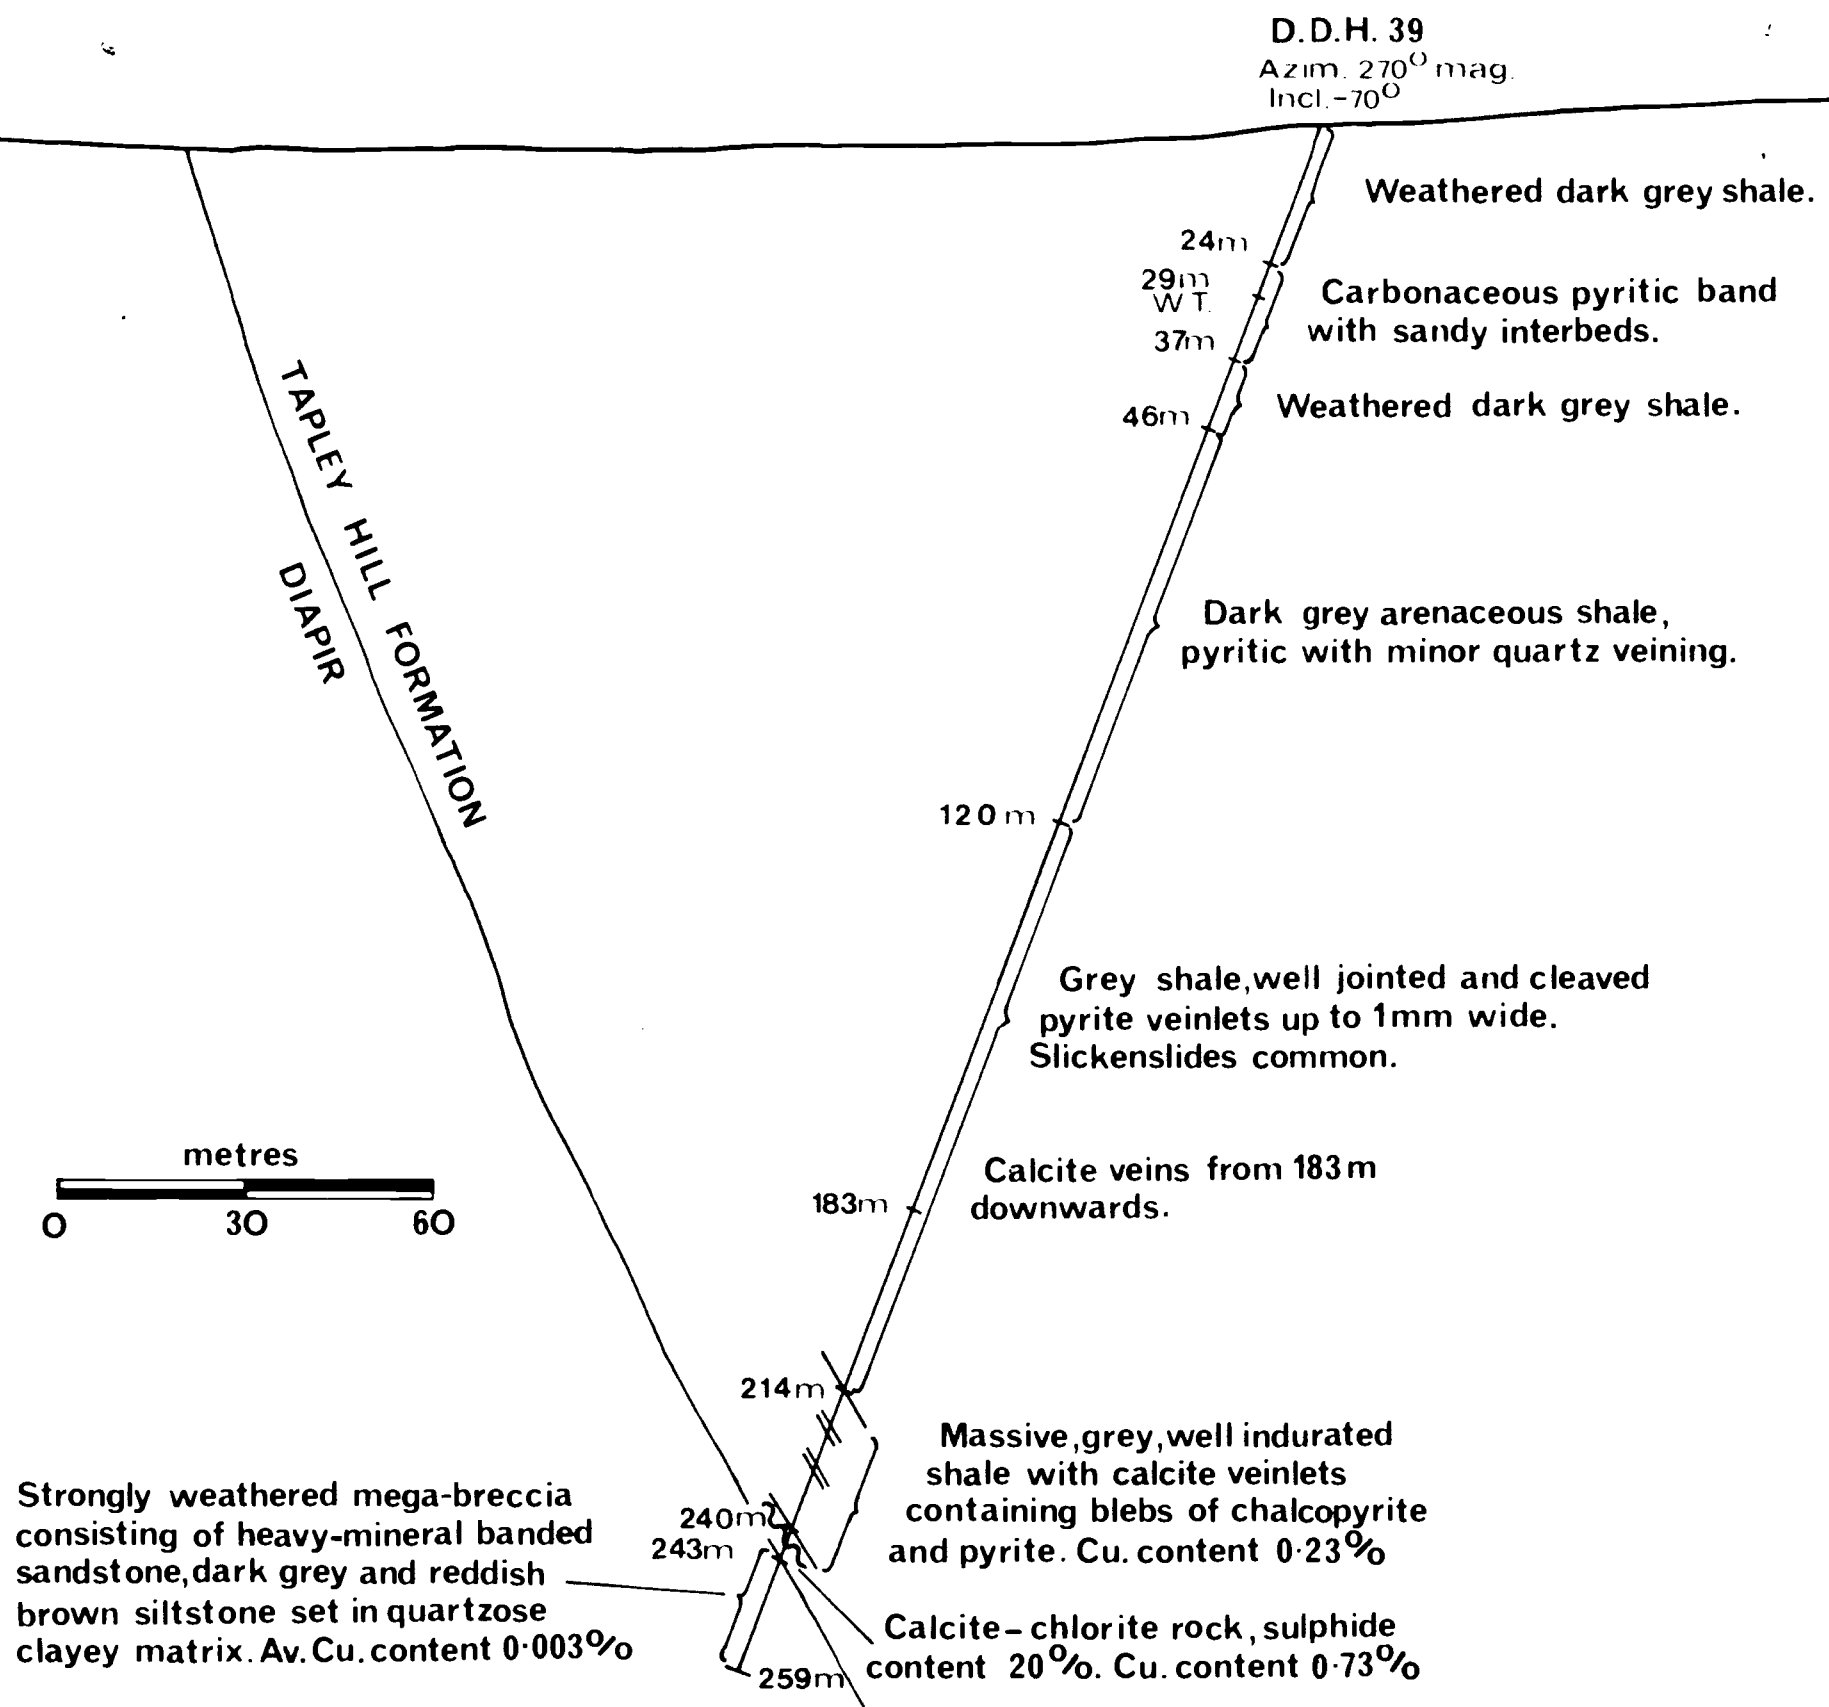 D.D.H. 39
Azim. 270° mag.
Incl.-70°
Weathered dark grey shale.
24m
29m
W T.
Carbonaceous pyritic band
with sandy interbeds.
37m
46m
Weathered dark grey shale.
TAPLEY HILL FORMATION
DIAPIR
Dark grey arenaceous shale,
pyritic with minor quartz veining.
120m
Grey shale, well jointed and cleaved
pyrite veinlets up to 1mm wide.
Slickenslides common.
metres
0 30 60
Calcite veins from 183m
downwards.
183m
214m
Massive, grey, well indurated
shale with calcite veinlets
containing blebs of chalcopyrite
and pyrite. Cu. content 0·23%
240m
243m
Strongly weathered mega-breccia
consisting of heavy-mineral banded
sandstone, dark grey and reddish
brown siltstone set in quartzose
clayey matrix. Av. Cu. content 0·003%
Calcite-chlorite rock, sulphide
content 20%. Cu. content 0·73%
259m